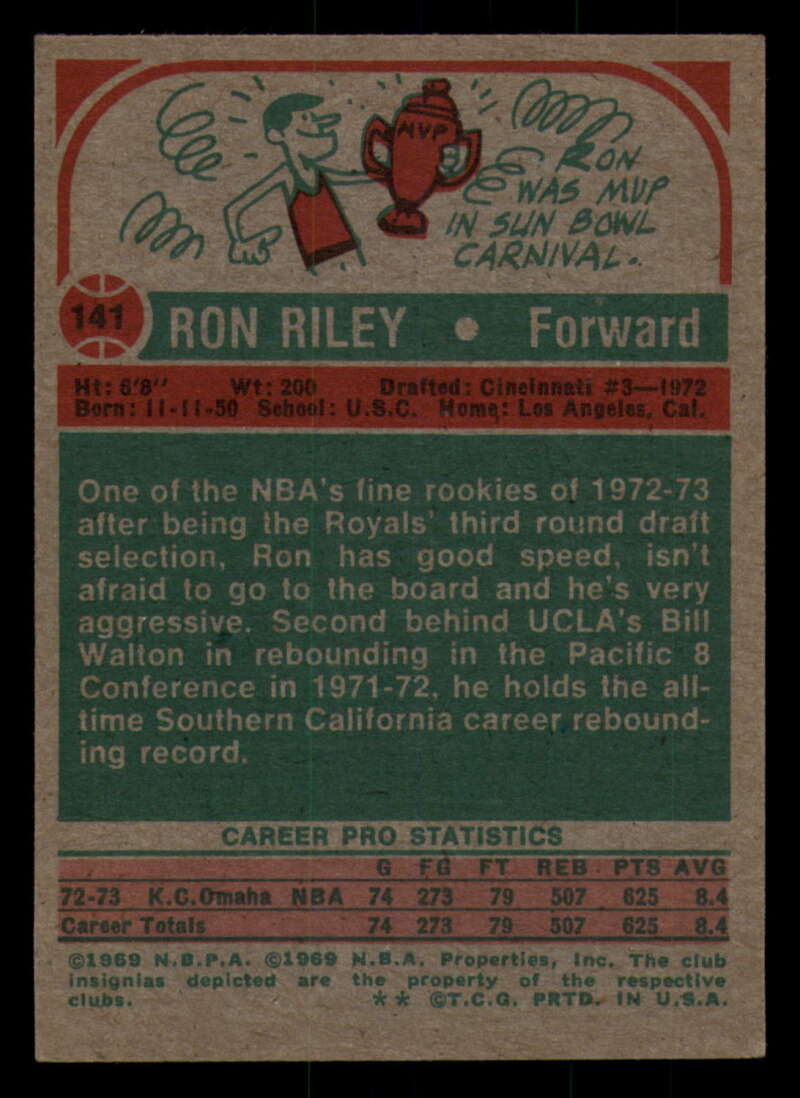 MVP
RON
WAS MVP
IN SUN BOWL
CARNIVAL.
141
RON RILEY • Forward
Ht: 6'8" Wt: 200 Drafted: Cincinnati #3—1972
Born: 11-11-50 School: U.S.C. Home: Los Angeles, Cal.
One of the NBA's fine rookies of 1972-73
after being the Royals' third round draft
selection, Ron has good speed, isn't
afraid to go to the board and he's very
aggressive. Second behind UCLA's Bill
Walton in rebounding in the Pacific 8
Conference in 1971-72, he holds the all-
time Southern California career rebound-
ing record.
CAREER PRO STATISTICS
G FG FT REB PTS AVG
72-73 K.C.Omaha NBA 74 273 79 507 625 8.4
Career Totals 74 273 79 507 625 8.4
©1969 N.B.P.A. ©1969 N.B.A. Properties, Inc. The club
insignias depicted are the property of the respective
clubs. ** ©T.C.G. PRTD. IN U.S.A.